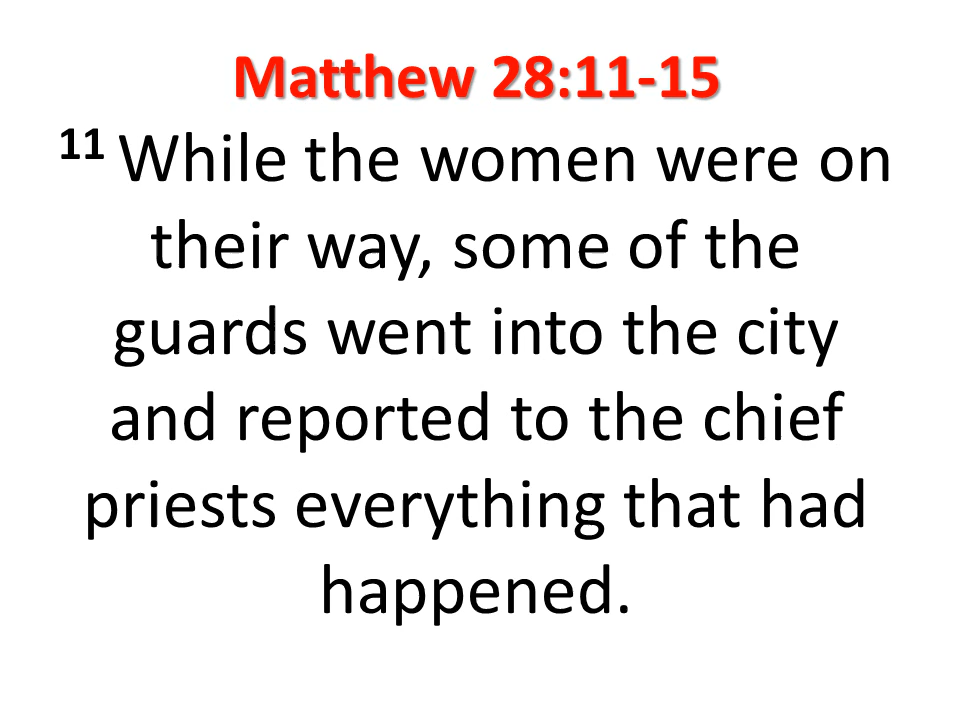 Matthew 28:11-15
11 While the women were on
their way, some of the
guards went into the city
and reported to the chief
priests everything that had
happened.